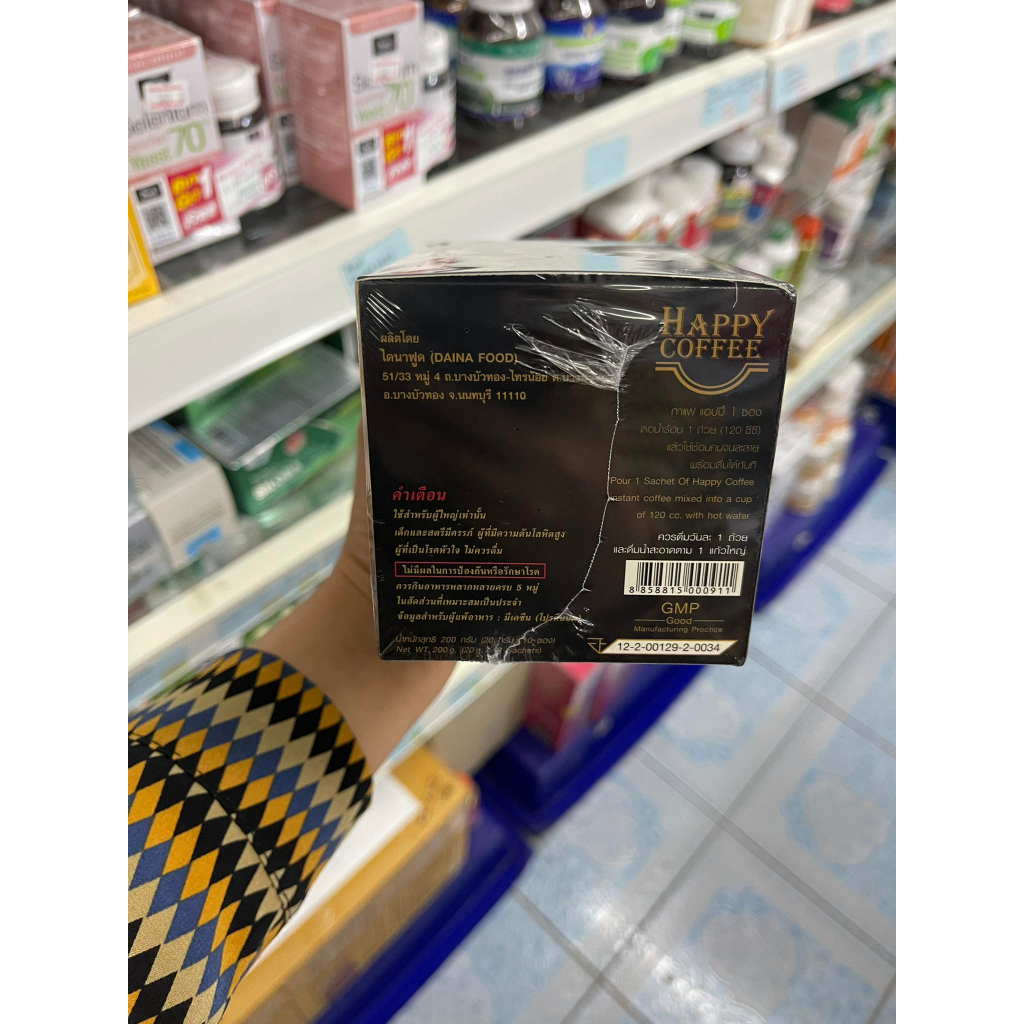 Selenium
Yeast 70
BUY 1
GET 1
FREE
ผลิตโดย
ไดนาฟูด (DAINA FOOD)
51/33 หมู่ 4 ถ.บางบัวทอง-ไทรน้อย
อ.บางบัวทอง จ.นนทบุรี 11110
คำเตือน
ใช้สำหรับผู้ใหญ่เท่านั้น
เด็กและสตรีมีครรภ์ ผู้ที่มีความดันโลหิตสูง
ผู้ที่เป็นโรคหัวใจ ไม่ควรดื่ม
ไม่มีผลในการป้องกันหรือรักษาโรค
ควรกินอาหารหลากหลายครบ 5 หมู่
ในสัดส่วนที่เหมาะสมเป็นประจำ
ข้อมูลสำหรับผู้แพ้อาหาร : มีเคซีน
น้ำหนักสุทธิ 200 กรัม (20 กรัม 10 ซอง)
Net. WT. 200 g. (20 g. Sachets)
HAPPY
COFFEE
กาแฟ แฮปปี้ 1 ซอง
ต่อน้ำร้อน 1 ถ้วย (120 ซีซี)
แล้วใช้ช้อนคนจนละลาย
พร้อมดื่มได้ทันที
Pour 1 Sachet Of Happy Coffee
instant coffee mixed into a cup
of 120 cc. with hot water
ควรดื่มวันละ 1 ถ้วย
และดื่มน้ำสะอาดตาม 1 แก้วใหญ่
8 858815 000911
GMP
Good
Manufacturing Proctice
12-2-00129-2-0034